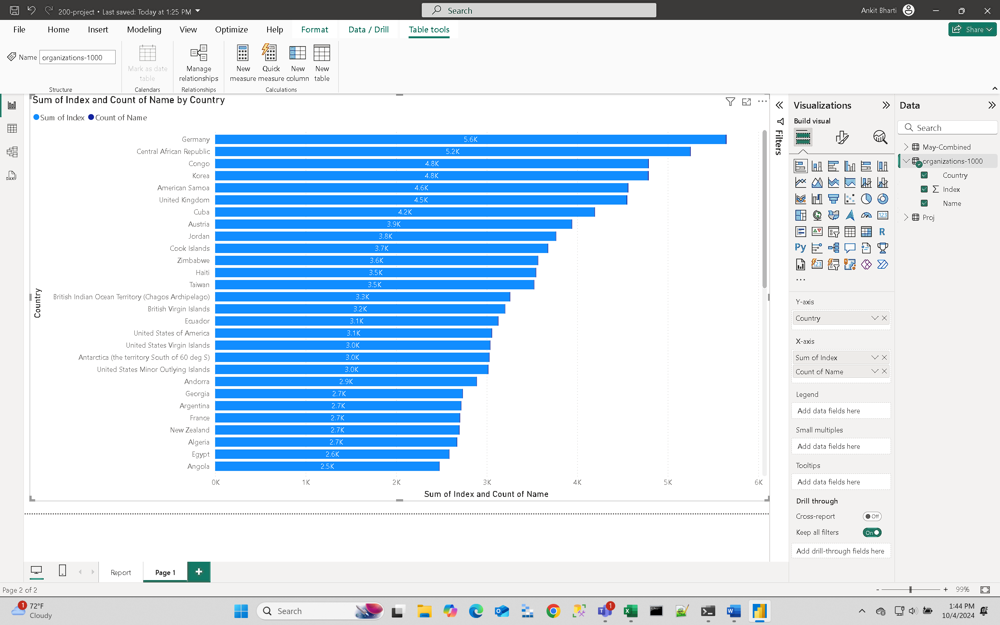 200-project • Last saved: Today at 1:25 PM
Search
Ankit Bharti
File
Home
Insert
Modeling
View
Optimize
Help
Format
Data / Drill
Table tools
Share
Name
organizations-1000
Structure
Mark as date
table
Calendars
Manage
relationships
Relationships
New
measure
Quick
measure
New
column
New
table
Calculations
Sum of Index and Count of Name by Country
Sum of Index
Count of Name
Country
Germany 5.6K
Central African Republic 5.2K
Congo 4.8K
Korea 4.8K
American Samoa 4.6K
United Kingdom 4.5K
Cuba 4.2K
Austria 3.9K
Jordan 3.8K
Cook Islands 3.7K
Zimbabwe 3.6K
Haiti 3.5K
Taiwan 3.5K
British Indian Ocean Territory (Chagos Archipelago) 3.3K
British Virgin Islands 3.2K
Ecuador 3.1K
United States of America 3.1K
United States Virgin Islands 3.0K
Antarctica (the territory South of 60 deg S) 3.0K
United States Minor Outlying Islands 3.0K
Andorra 2.9K
Georgia 2.7K
Argentina 2.7K
France 2.7K
New Zealand 2.7K
Algeria 2.7K
Egypt 2.6K
Angola 2.5K
0K 1K 2K 3K 4K 5K 6K
Sum of Index and Count of Name
Filters
Visualizations
Build visual
123
R
Py
123
Y-axis
Country
X-axis
Sum of Index
Count of Name
Legend
Add data fields here
Small multiples
Add data fields here
Tooltips
Add data fields here
Drill through
Cross-report
Off
Keep all filters
On
Add drill-through fields here
Data
Search
May-Combined
organizations-1000
Country
Index
Name
Proj
DAX
Report
Page 1
Page 2 of 2
99%
1
72°F
Cloudy
Search
1
1:44 PM
10/4/2024